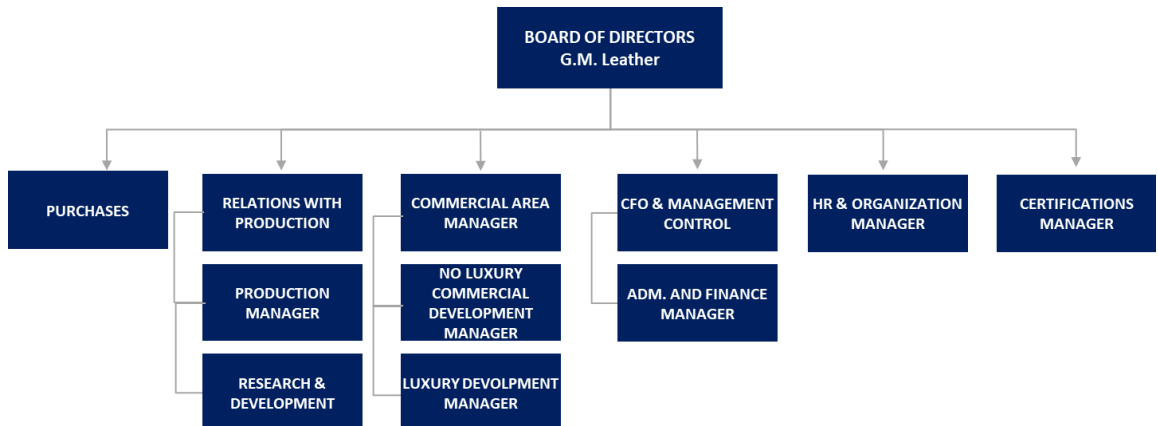 BOARD OF DIRECTORS
G.M. Leather
PURCHASES
RELATIONS WITH
PRODUCTION
COMMERCIAL AREA
MANAGER
CFO & MANAGEMENT
CONTROL
HR & ORGANIZATION
MANAGER
CERTIFICATIONS
MANAGER
PRODUCTION
MANAGER
NO LUXURY
COMMERCIAL
DEVELOPMENT
MANAGER
ADM. AND FINANCE
MANAGER
RESEARCH &
DEVELOPMENT
LUXURY DEVOLPMENT
MANAGER